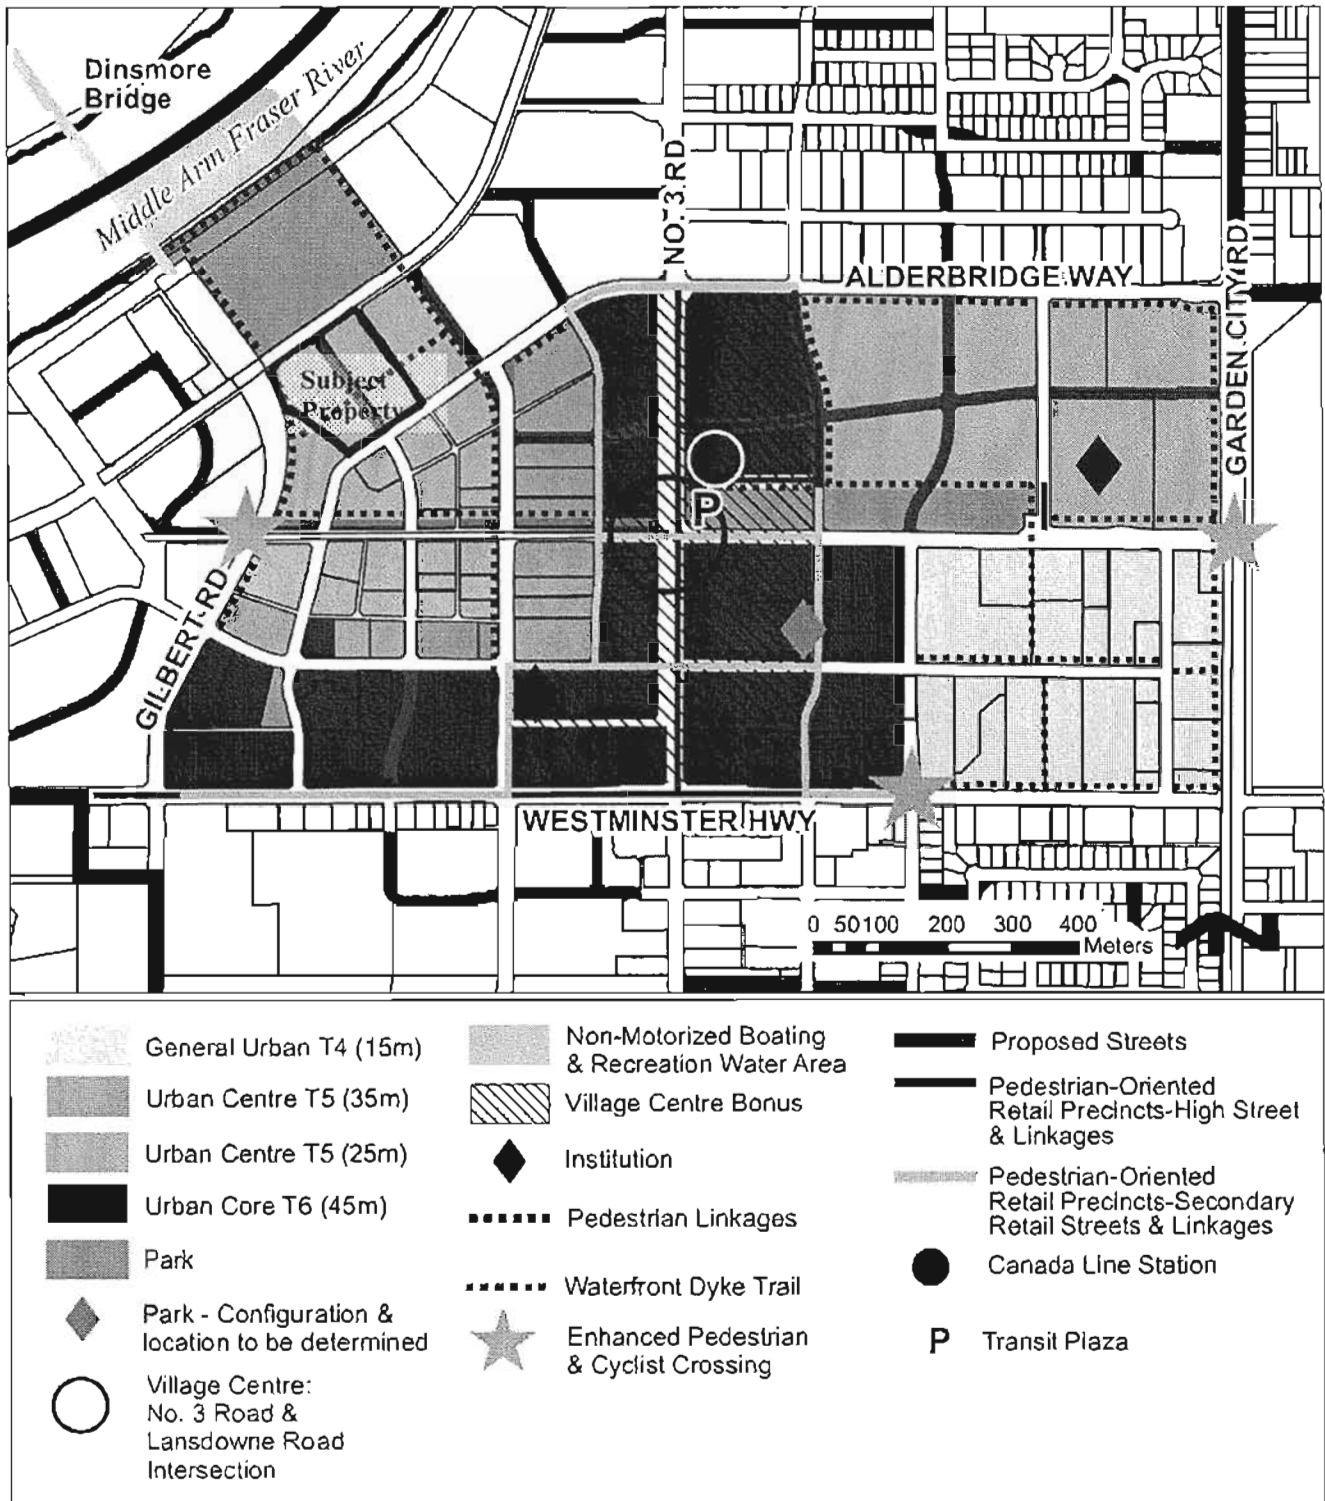 Dinsmore
Bridge
Middle Arm Fraser River
NO. 3 RD
ALDERBRIDGE WAY
GARDEN CITY RD
Subject
Property
P
GILBERT RD
WESTMINSTER HWY
0 50 100 200 300 400
Meters
General Urban T4 (15m)
Urban Centre T5 (35m)
Urban Centre T5 (25m)
Urban Core T6 (45m)
Park
Park - Configuration &
location to be determined
Village Centre:
No. 3 Road &
Lansdowne Road
Intersection
Non-Motorized Boating
& Recreation Water Area
Village Centre Bonus
Institution
Pedestrian Linkages
Waterfront Dyke Trail
Enhanced Pedestrian
& Cyclist Crossing
Proposed Streets
Pedestrian-Oriented
Retail Precincts-High Street
& Linkages
Pedestrian-Oriented
Retail Precincts-Secondary
Retail Streets & Linkages
Canada Line Station
P Transit Plaza